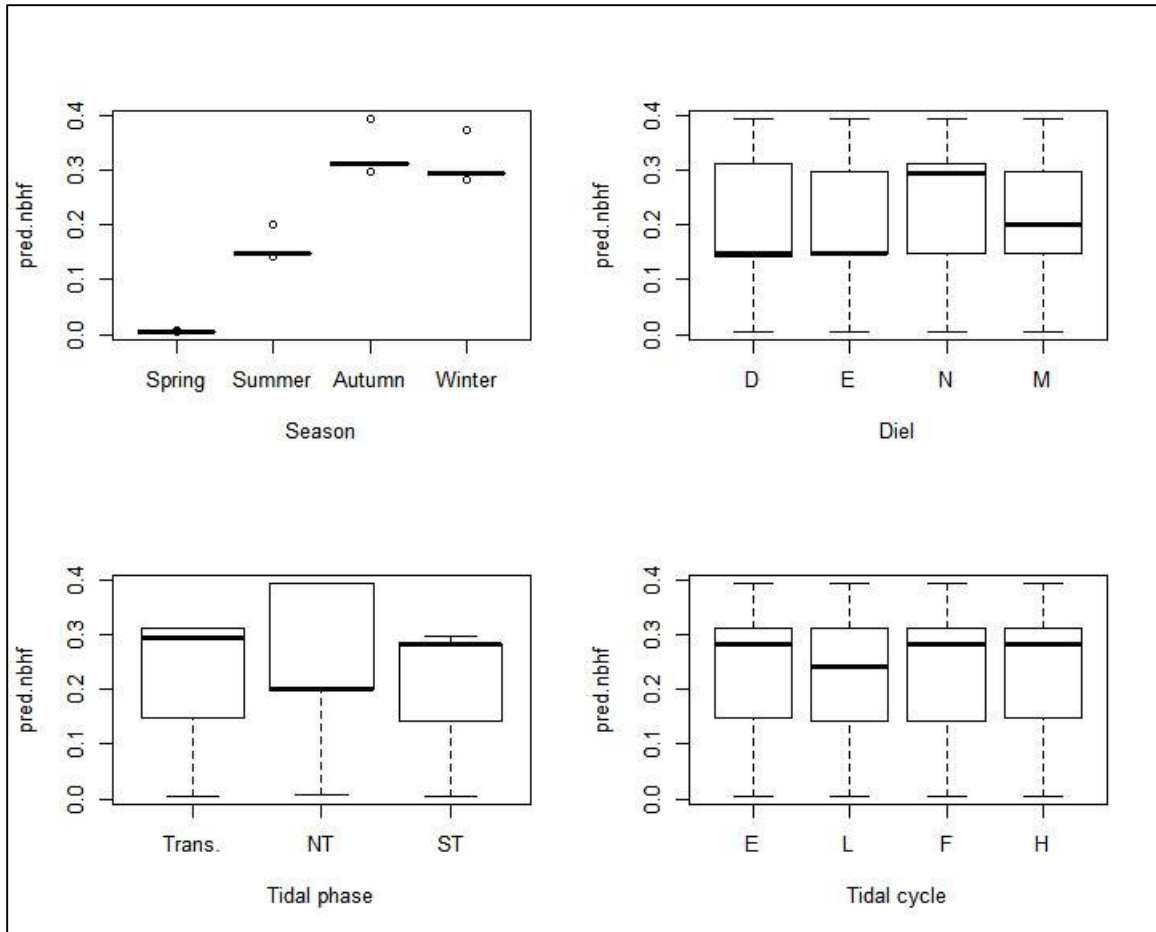 pred.nbhf
0.0 0.1 0.2 0.3 0.4
Spring Summer Autumn Winter
Season
pred.nbhf
0.0 0.1 0.2 0.3 0.4
D E N M
Diel
pred.nbhf
0.0 0.1 0.2 0.3 0.4
Trans. NT ST
Tidal phase
pred.nbhf
0.0 0.1 0.2 0.3 0.4
E L F H
Tidal cycle